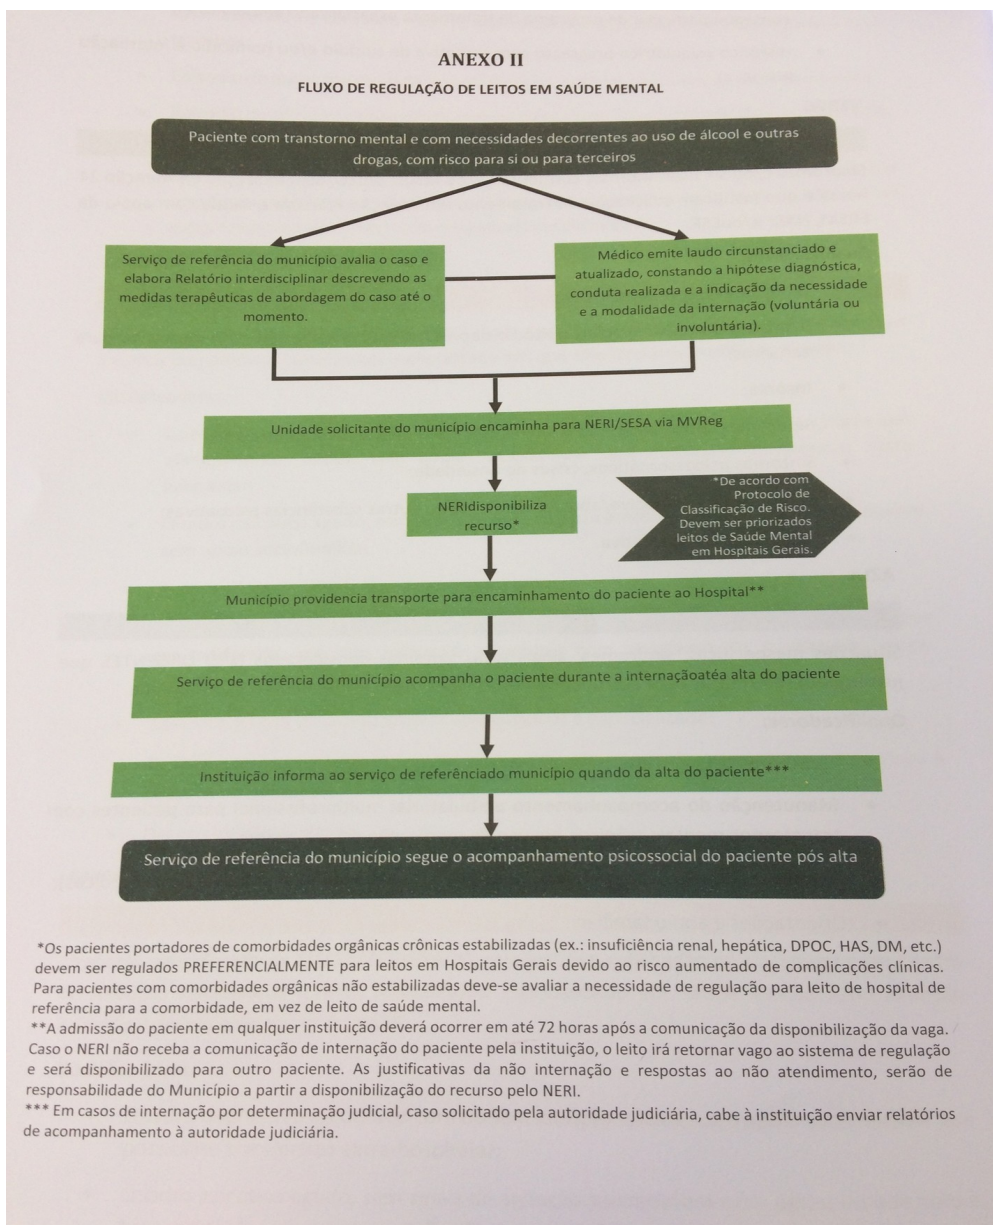 ANEXO II
FLUXO DE REGULAÇÃO DE LEITOS EM SAÚDE MENTAL
Paciente com transtorno mental e com necessidades decorrentes ao uso de álcool e outras
drogas, com risco para si ou para terceiros
Serviço de referência do município avalia o caso e
elabora Relatório interdisciplinar descrevendo as
medidas terapêuticas de abordagem do caso até o
momento.
Médico emite laudo circunstanciado e
atualizado, constando a hipótese diagnóstica,
conduta realizada e a indicação da necessidade
e a modalidade da internação (voluntária ou
involuntária).
Unidade solicitante do município encaminha para NERI/SESA via MVReg
NERIdisponibiliza
recurso*
*De acordo com
Protocolo de
Classificação de Risco.
Devem ser priorizados
leitos de Saúde Mental
em Hospitais Gerais.
Município providencia transporte para encaminhamento do paciente ao Hospital**
Serviço de referência do município acompanha o paciente durante a internaçãoatéa alta do paciente
Instituição informa ao serviço de referênciado município quando da alta do paciente***
Serviço de referência do município segue o acompanhamento psicossocial do paciente pós alta
*Os pacientes portadores de comorbidades orgânicas crônicas estabilizadas (ex.: insuficiência renal, hepática, DPOC, HAS, DM, etc.)
devem ser regulados PREFERENCIALMENTE para leitos em Hospitais Gerais devido ao risco aumentado de complicações clínicas.
Para pacientes com comorbidades orgânicas não estabilizadas deve-se avaliar a necessidade de regulação para leito de hospital de
referência para a comorbidade, em vez de leito de saúde mental.
**A admissão do paciente em qualquer instituição deverá ocorrer em até 72 horas após a comunicação da disponibilização da vaga.
Caso o NERI não receba a comunicação de internação do paciente pela instituição, o leito irá retornar vago ao sistema de regulação
e será disponibilizado para outro paciente. As justificativas da não internação e respostas ao não atendimento, serão de
responsabilidade do Município a partir a disponibilização do recurso pelo NERI.
*** Em casos de internação por determinação judicial, caso solicitado pela autoridade judiciária, cabe à instituição enviar relatórios
de acompanhamento à autoridade judiciária.